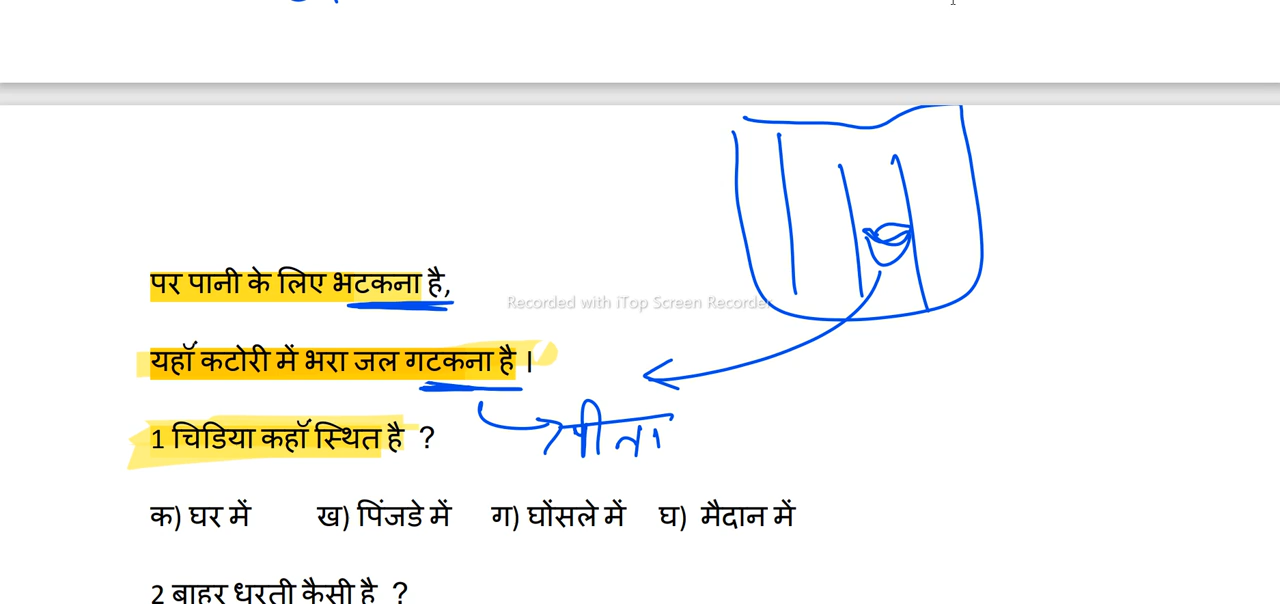 पर पानी के लिए भटकना है,
Recorded with iTop Screen Recorder
यहाँ कटोरी में भरा जल गटकना है ।
पीना
1 चिडिया कहाँ स्थित है ?
क) घर में ख) पिंजडे में ग) घोंसले में घ) मैदान में
2 बाहर धरती कैसी है ?